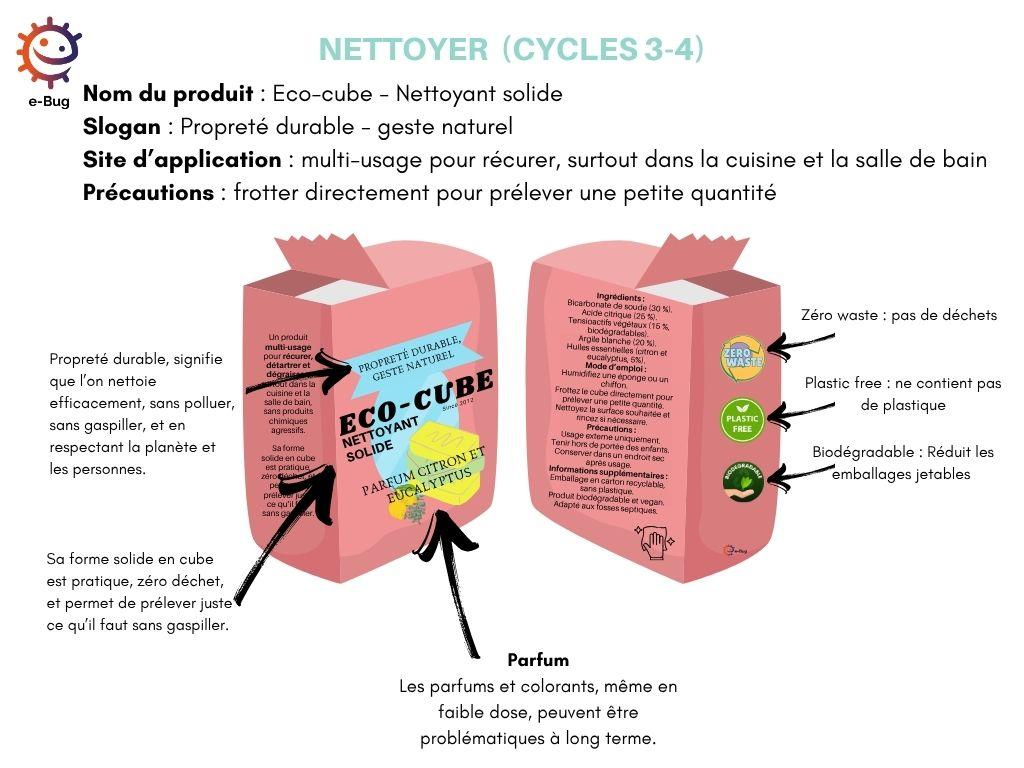 NETTOYER (CYCLES 3-4)
e-Bug
Nom du produit : Eco-cube - Nettoyant solide
Slogan : Propreté durable - geste naturel
Site d'application : multi-usage pour récurer, surtout dans la cuisine et la salle de bain
Précautions : frotter directement pour prélever une petite quantité
Propreté durable, signifie
que l'on nettoie
efficacement, sans polluer,
sans gaspiller, et en
respectant la planète et
les personnes.
Sa forme solide en cube
est pratique, zéro déchet,
et permet de prélever juste
ce qu'il faut sans gaspiller.
Un produit
multi-usage
pour récurer,
détartrer et
dégraisser
tout dans la
cuisine et la
salle de bain,
sans produits
chimiques
agressifs.
Sa forme
solide en cube
est pratique,
zéro déchet, et
prélever juste
ce qu'il
sans gaspiller.
PROPRETÉ DURABLE,
GESTE NATUREL
ECO-CUBE
Since 2012
NETTOYANT
SOLIDE
PARFUM CITRON ET
EUCALYPTUS
Parfum
Les parfums et colorants, même en
faible dose, peuvent être
problématiques à long terme.
Ingrédients :
Bicarbonate de soude (30 %).
Acide citrique (25 %).
Tensioactifs végétaux (15 %,
biodégradables).
Argile blanche (20 %).
Huiles essentielles (citron et
eucalyptus, 5%).
Mode d'emploi :
Humidifiez une éponge ou un
chiffon.
Frottez le cube directement pour
prélever une petite quantité.
Nettoyez la surface souhaitée et
rincez si nécessaire.
Précautions :
Usage externe uniquement.
Tenir hors de portée des enfants.
Conserver dans un endroit sec
après usage.
Informations supplémentaires :
Emballage en carton recyclable,
sans plastique.
Produit biodégradable et vegan.
Adapté aux fosses septiques.
ZERO
WASTE
PLASTIC
FREE
BIODEGRADABLE
e-Bug
Zéro waste : pas de déchets
Plastic free : ne contient pas
de plastique
Biodégradable : Réduit les
emballages jetables